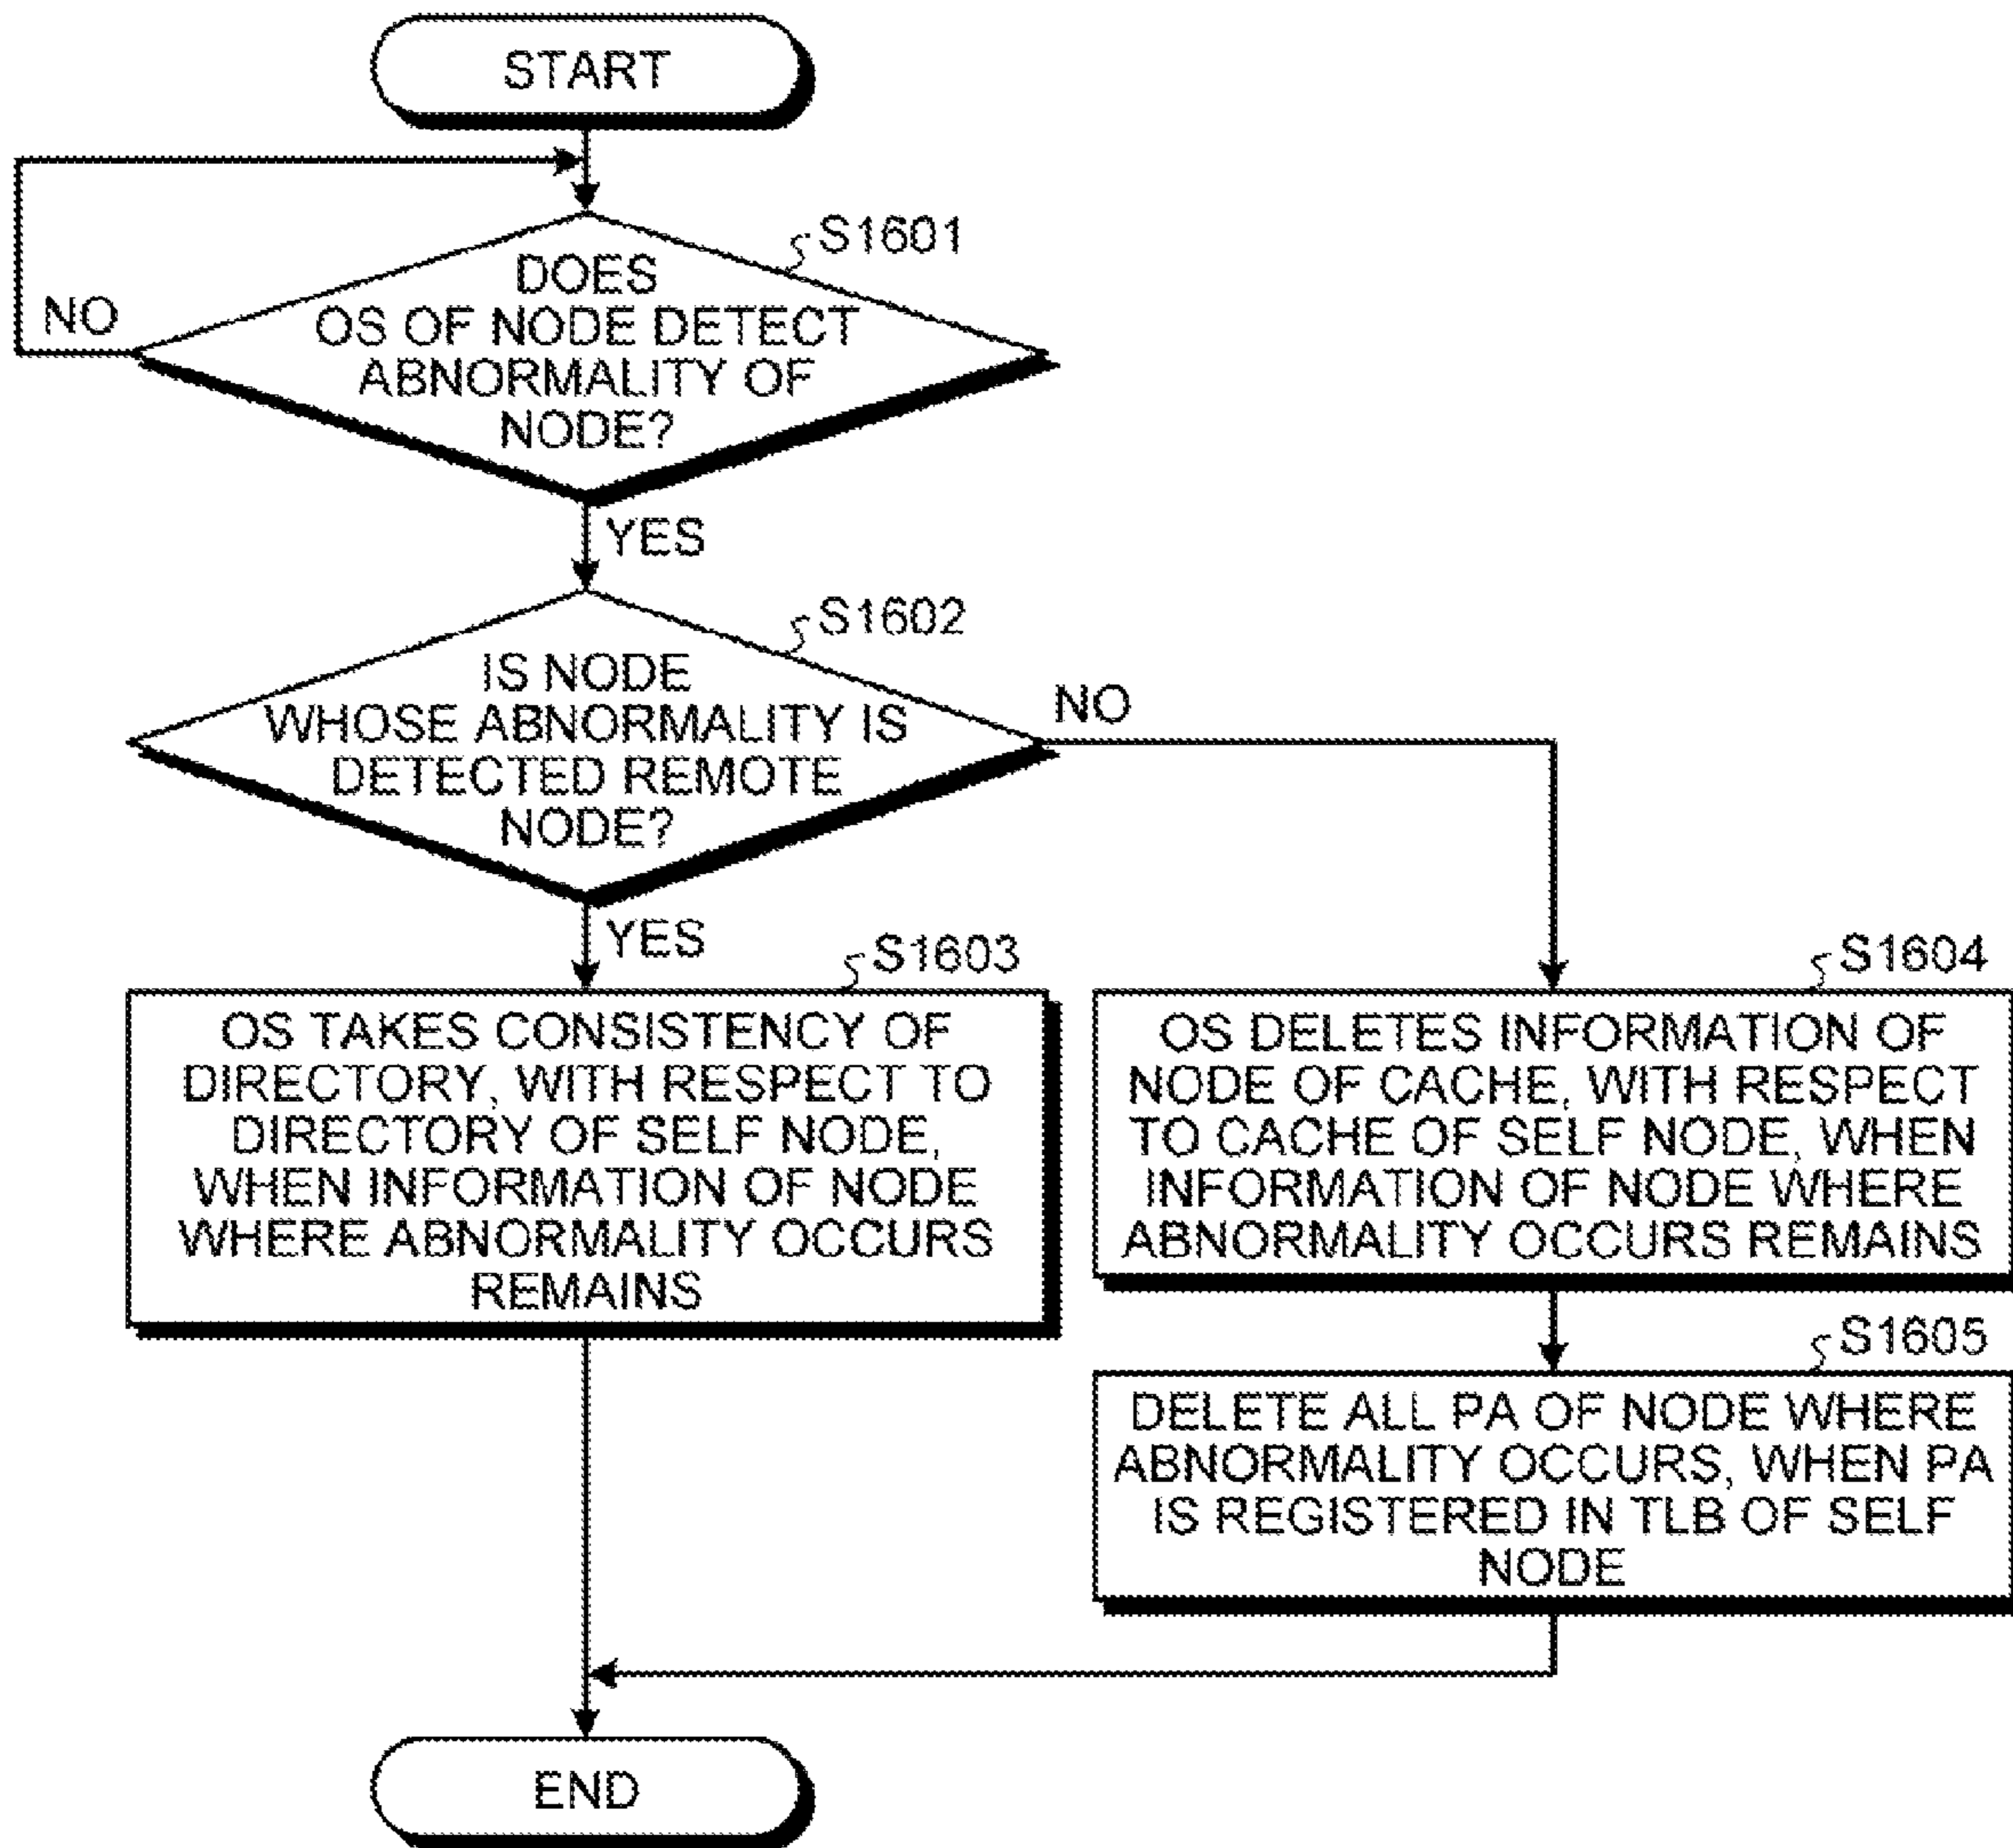 START
S1601
DOES
OS OF NODE DETECT
ABNORMALITY OF
NODE?
NO
YES
S1602
IS NODE
WHOSE ABNORMALITY IS
DETECTED REMOTE
NODE?
NO
YES
S1603
OS TAKES CONSISTENCY OF
DIRECTORY, WITH RESPECT TO
DIRECTORY OF SELF NODE,
WHEN INFORMATION OF NODE
WHERE ABNORMALITY OCCURS
REMAINS
S1604
OS DELETES INFORMATION OF
NODE OF CACHE, WITH RESPECT
TO CACHE OF SELF NODE, WHEN
INFORMATION OF NODE WHERE
ABNORMALITY OCCURS REMAINS
S1605
DELETE ALL PA OF NODE WHERE
ABNORMALITY OCCURS, WHEN PA
IS REGISTERED IN TLB OF SELF
NODE
END